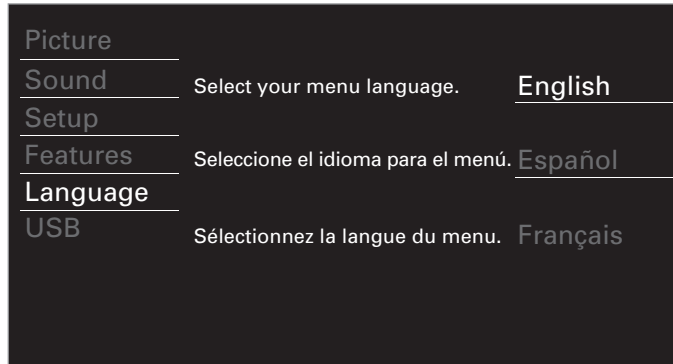 Picture
Sound
Setup
Features
Language
USB
Select your menu language.
English
Seleccione el idioma para el menú.
Español
Sélectionnez la langue du menu.
Français